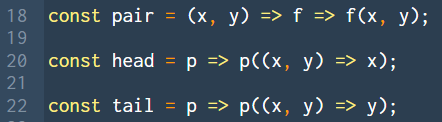 18 const pair = (x, y) => f => f(x, y);
19
20 const head = p => p((x, y) => x);
21
22 const tail = p => p((x, y) => y);